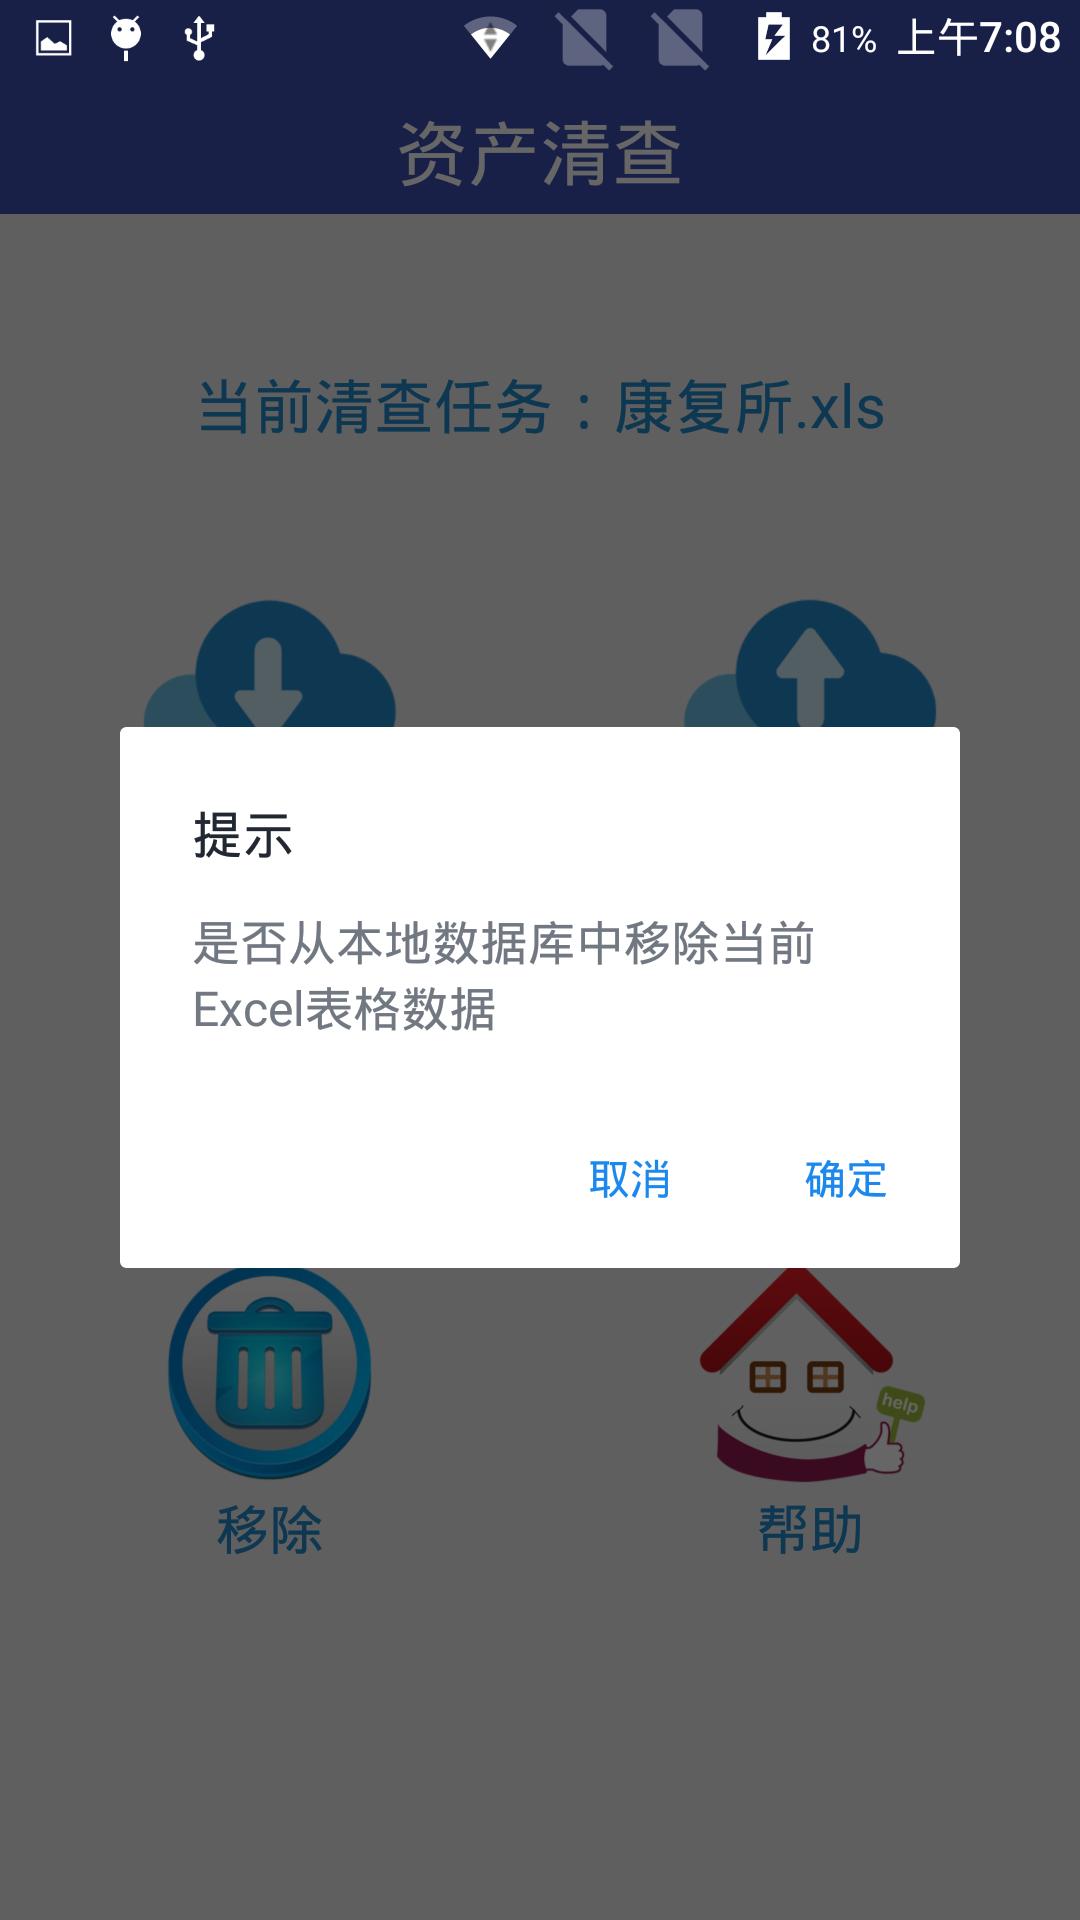 81% 上午7:08
资产清查
当前清查任务：康复所.xls
提示
是否从本地数据库中移除当前
Excel表格数据
取消 确定
help
移除 帮助